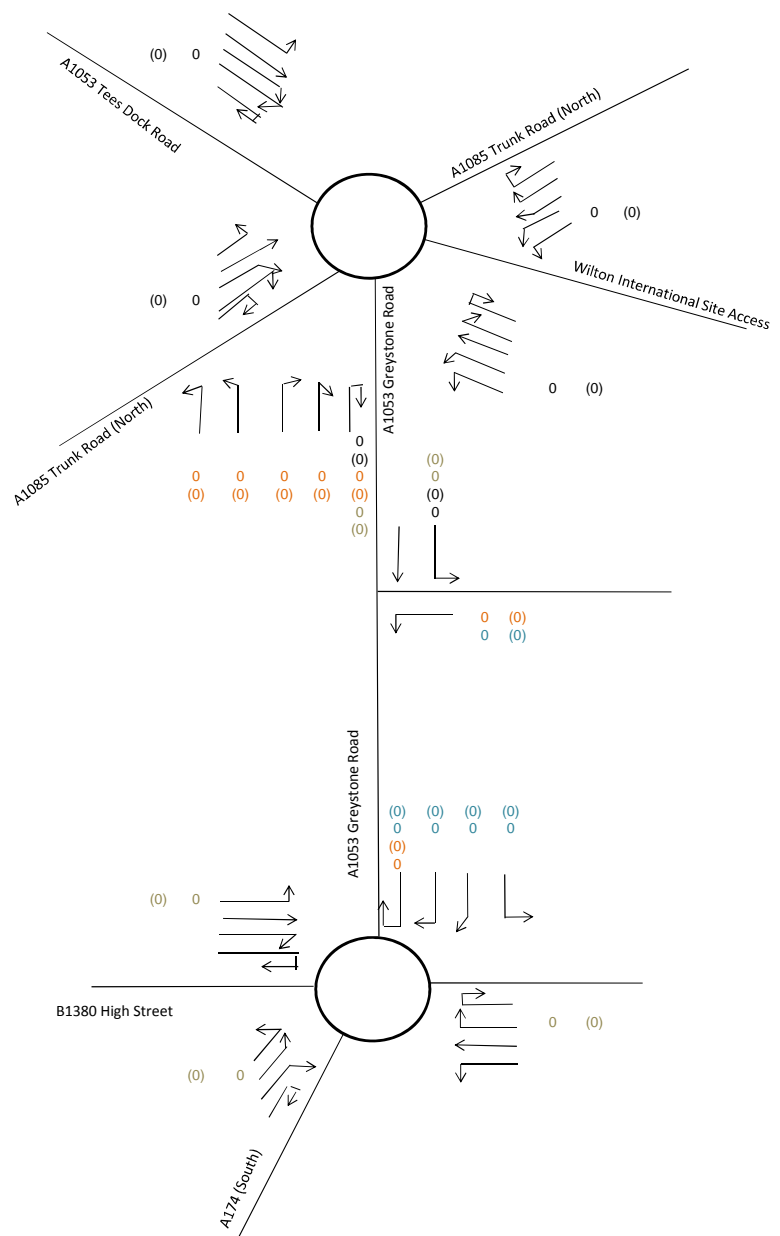 (0) 0
A1053 Tees Dock Road
A1085 Trunk Road (North)
0 (0)
Wilton International Site Access
(0) 0
A1053 Greystone Road
0 (0)
A1085 Trunk Road (North)
0
(0)
0 0 0 0 0
(0) (0) (0) (0) (0)
0
(0)
(0)
0
(0)
0
0 (0)
0 (0)
A1053 Greystone Road
(0) (0) (0) (0)
0 0 0 0
(0)
0
(0) 0
B1380 High Street
0 (0)
(0) 0
A174 (South)